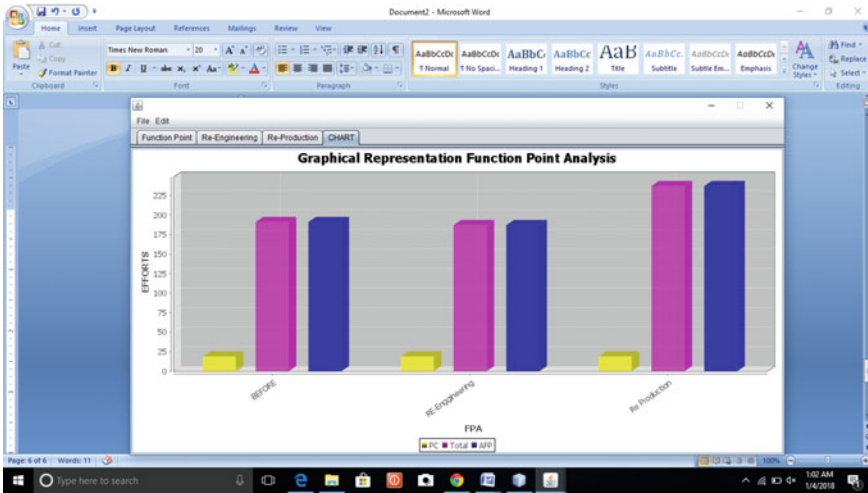 Document2 - Microsoft Word
Home Insert Page Layout References Mailings Review View
Cut
Copy
Paste
Format Painter
Clipboard
Times New Roman 20
Font
Paragraph
AaBbCcDc AaBbCcDc AaBbC AaBbCc AaB AaBbCc. AaBbCcDc AaBbCcDc
¶ Normal ¶ No Spaci... Heading 1 Heading 2 Title Subtitle Subtle Em... Emphasis
Change Styles
Styles
Find
Replace
Select
Editing
File Edit
Function Point Re-Engineering Re-Production CHART
Graphical Representation Function Point Analysis
EFFORTS
225
200
175
150
125
100
75
50
25
0
BEFORE
RE-Enggineering
Re Production
FPA
PC Total AFP
Page: 6 of 6 Words: 11
100%
Type here to search
1:02 AM
1/4/2018